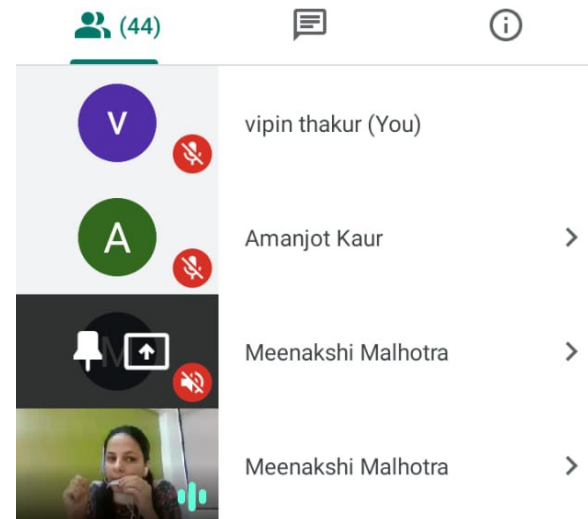 (44)
V
vipin thakur (You)
A
Amanjot Kaur
M
Meenakshi Malhotra
Meenakshi Malhotra